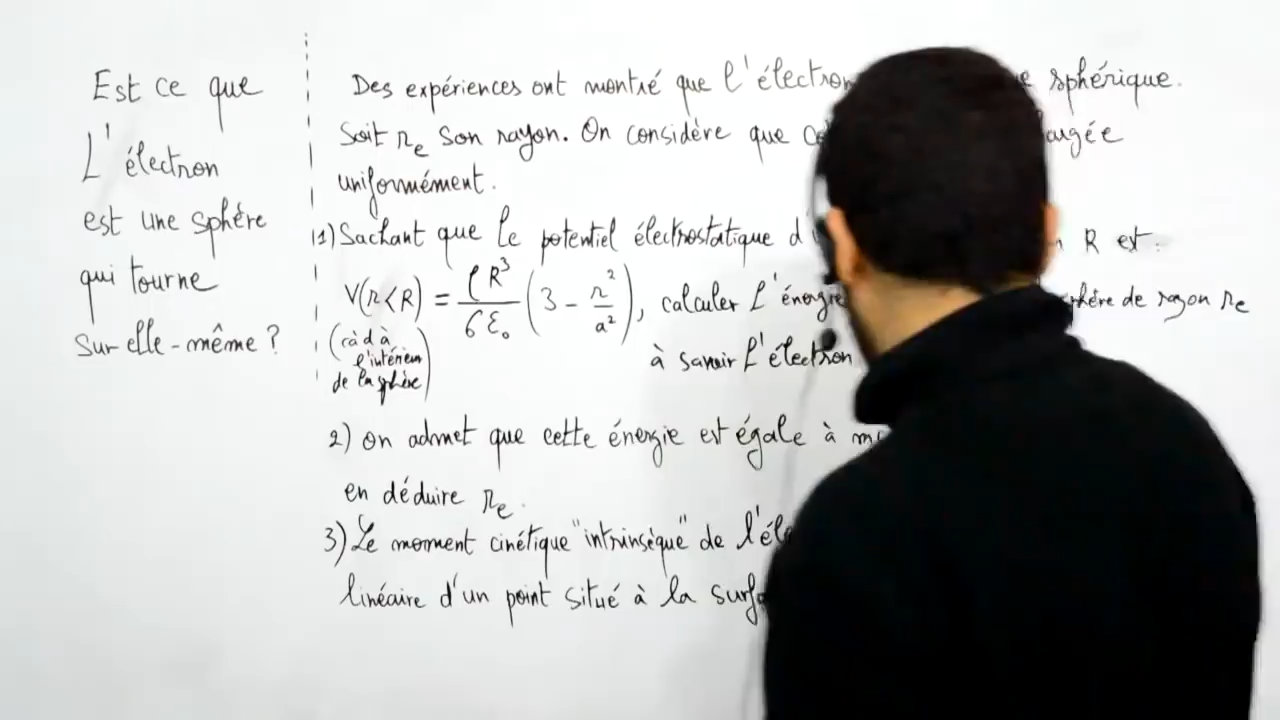 Est ce que
L'électron
est une sphère
qui tourne
sur elle-même ?
Des expériences ont montré que l'électron sphérique.
Soit re son rayon. On considère que
uniformément.
1) Sachant que le potentiel électrostatique d' R est :
V(r<R) = ρR³/6ε₀ (3 - r²/a²), calculer l'énergie sphère de rayon re
(càd à
l'intérieur
de la sphère)
à savoir l'électron
2) on admet que cette énergie est égale à
en déduire re.
3) Le moment cinétique "intrinsèque" de
linéaire d'un point situé à la